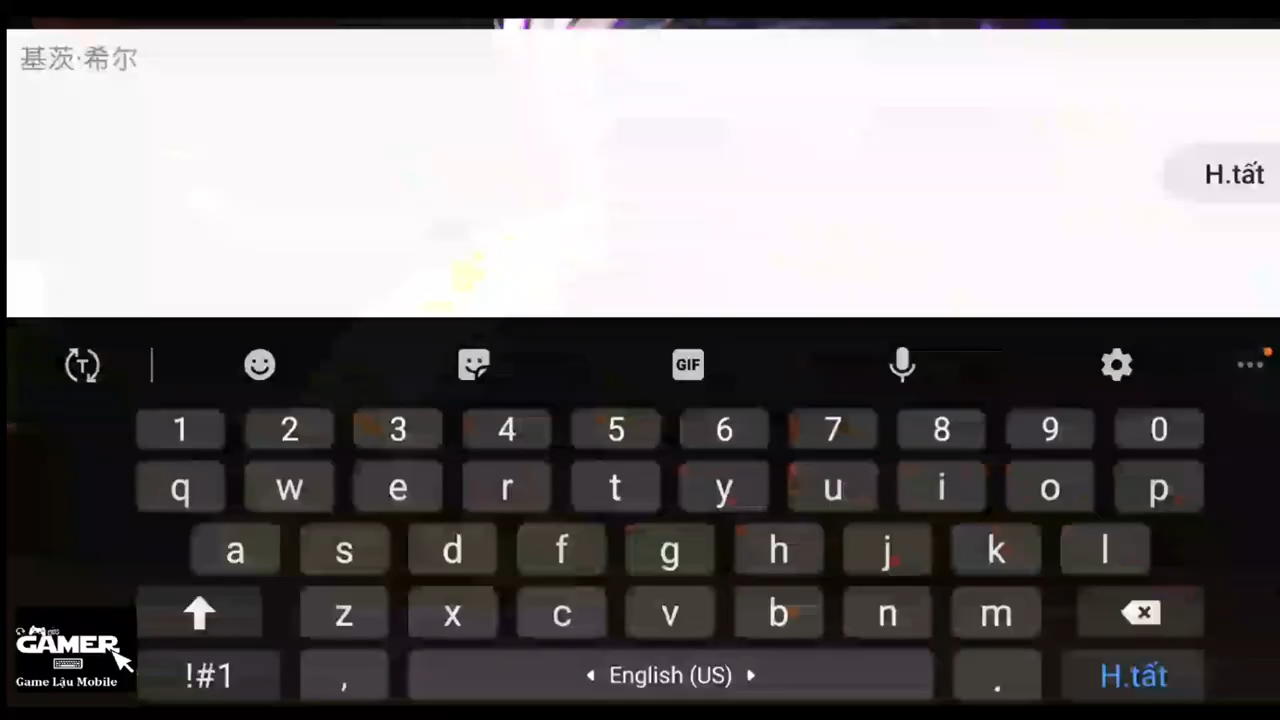 基茨·希尔
H.tất
T
GIF
1 2 3 4 5 6 7 8 9 0
q w e r t y u i o p
a s d f g h j k l
z x c v b n m
!#1 , English (US) . H.tất
GAMER
Game Lậu Mobile